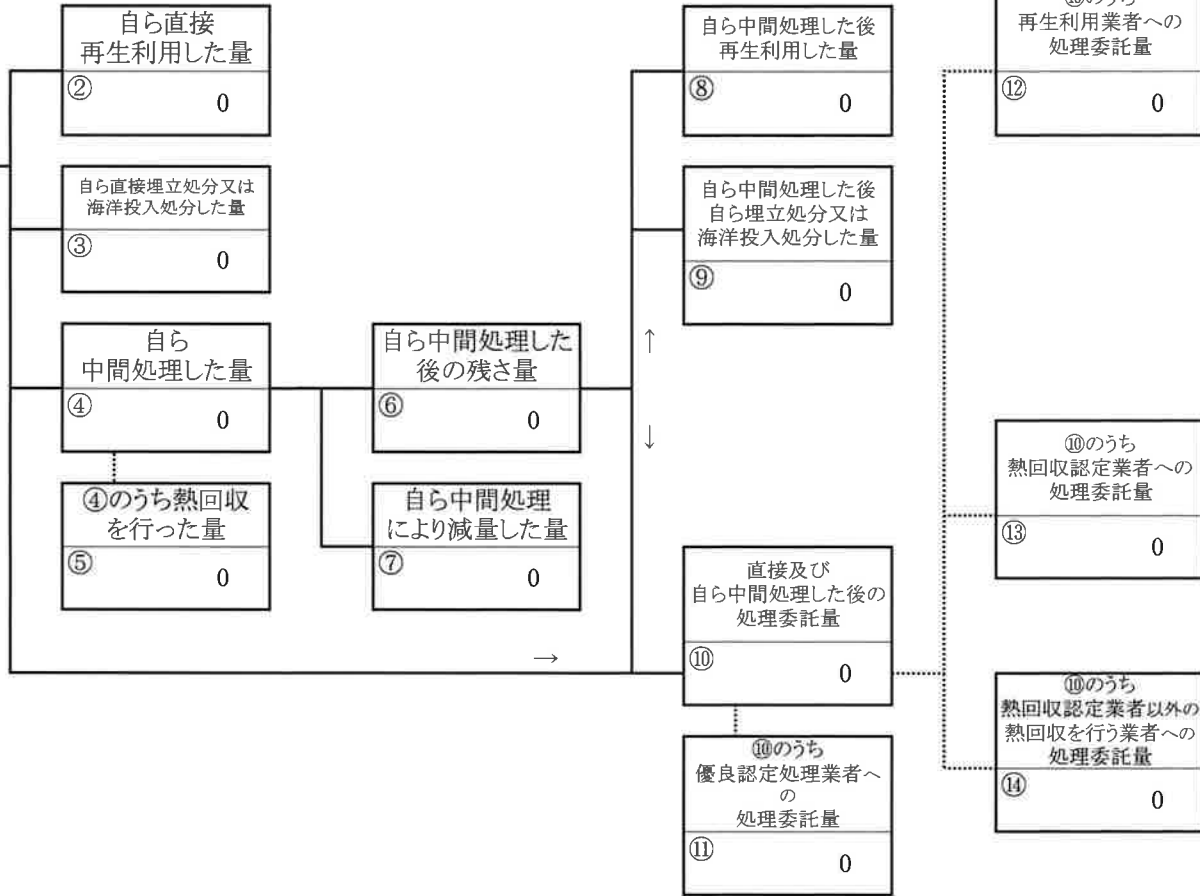 自ら直接
再生利用した量
②
0
自ら直接埋立処分又は
海洋投入処分した量
③
0
自ら
中間処理した量
④
0
④のうち熱回収
を行った量
⑤
0
自ら中間処理した
後の残さ量
⑥
0
自ら中間処理
により減量した量
⑦
0
自ら中間処理した後
再生利用した量
⑧
0
自ら中間処理した後
自ら埋立処分又は
海洋投入処分した量
⑨
0
↑
↓
→
直接及び
自ら中間処理した後の
処理委託量
⑩
0
⑩のうち
優良認定処理業者へ
の
処理委託量
⑪
0
⑩のうち
再生利用業者への
処理委託量
⑫
0
⑩のうち
熱回収認定業者への
処理委託量
⑬
0
⑩のうち
熱回収認定業者以外の
熱回収を行う業者への
処理委託量
⑭
0